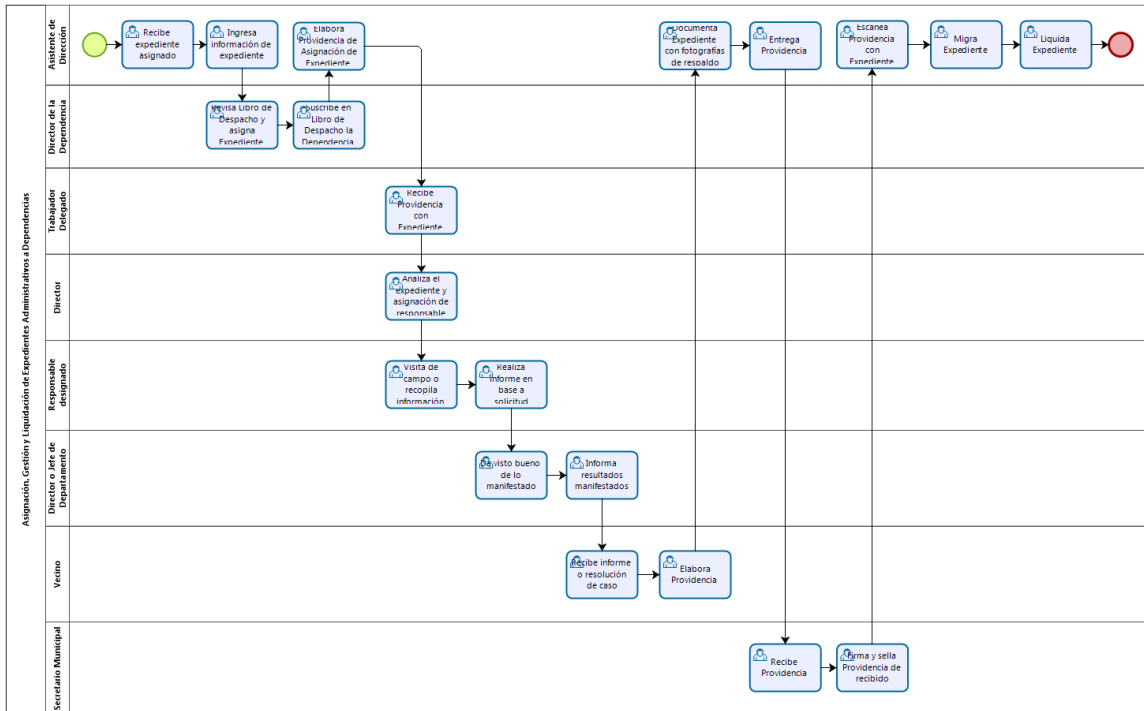 Asignación, Gestión y Liquidación de Expedientes Administrativos a Dependencias
Asistente de
Dirección
Recibe
expediente
asignado
Ingresa
información de
expediente
Elabora
Providencia de
Asignación de
Expediente
Documenta
Expediente
con fotografías
de respaldo
Entrega
Providencia
Escanea
Providencia
con
Expediente
Migra
Expediente
Liquida
Expediente
Director de la
Dependencia
Revisa Libro de
Despacho y
asigna
Expediente
Suscribe en
Libro de
Despacho la
Dependencia
Trabajador
Delegado
Recibe
Providencia
con
Expediente
Director
Analiza el
expediente y
asignación de
responsable
Responsable
designado
Visita de
campo o
recopila
información
Realiza
informe en
base a
solicitud
Director o Jefe de
Departamento
Da visto bueno
de lo
manifestado
Informa
resultados
manifestados
Vecino
Recibe informe
o resolución
de caso
Elabora
Providencia
Secretario Municipal
Recibe
Providencia
Firma y sella
Providencia de
recibido